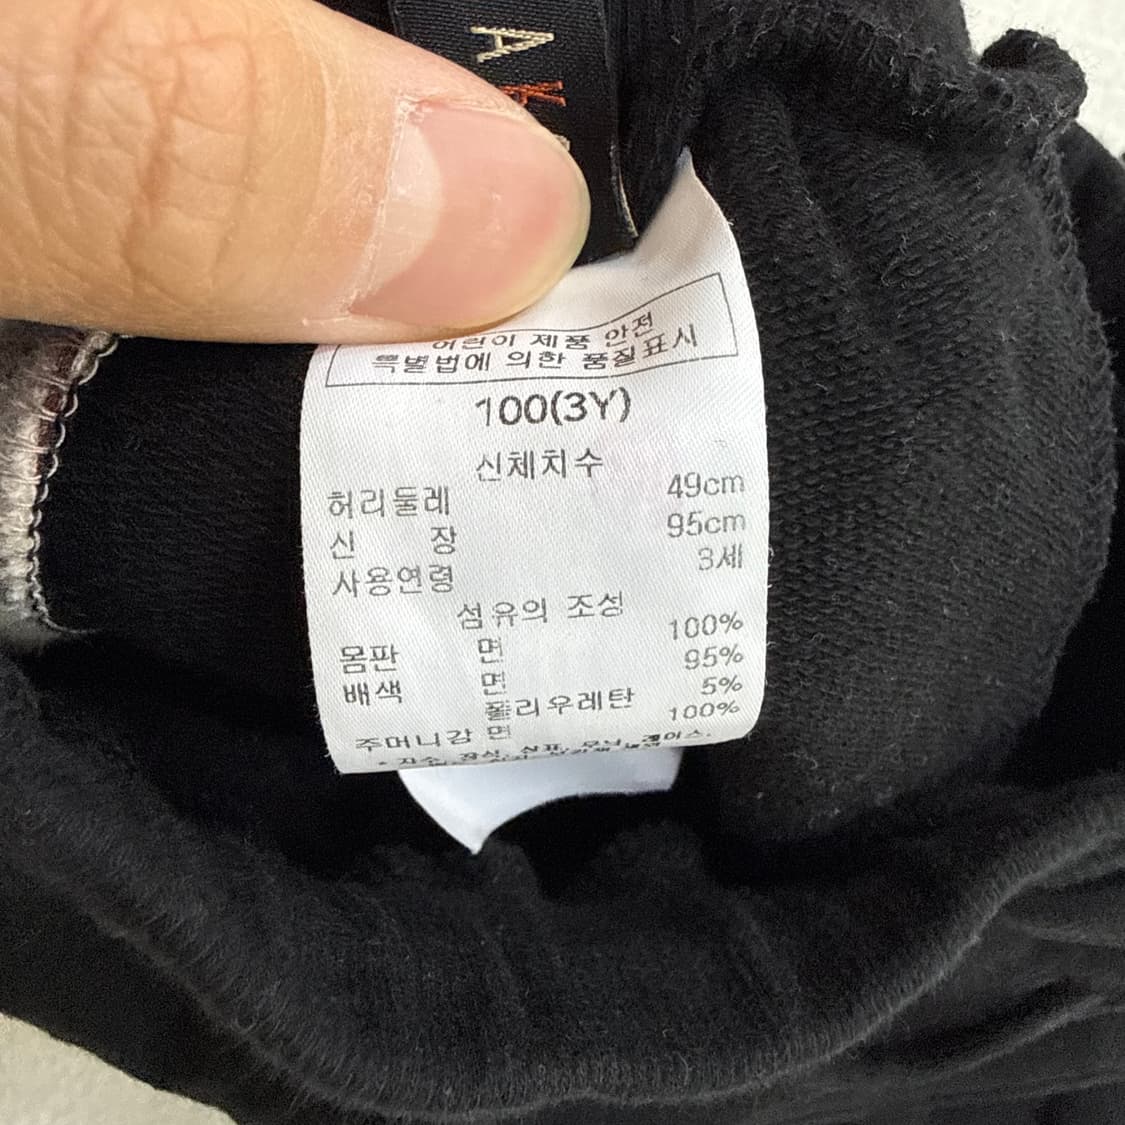 어린이 제품 안전
특별법에 의한 품질표시
100(3Y)
신체치수
허리둘레 49cm
신 장 95cm
사용연령 3세
섬유의 조성
몸판 면 100%
배색 면 95%
폴리우레탄 5%
주머니감 면 100%